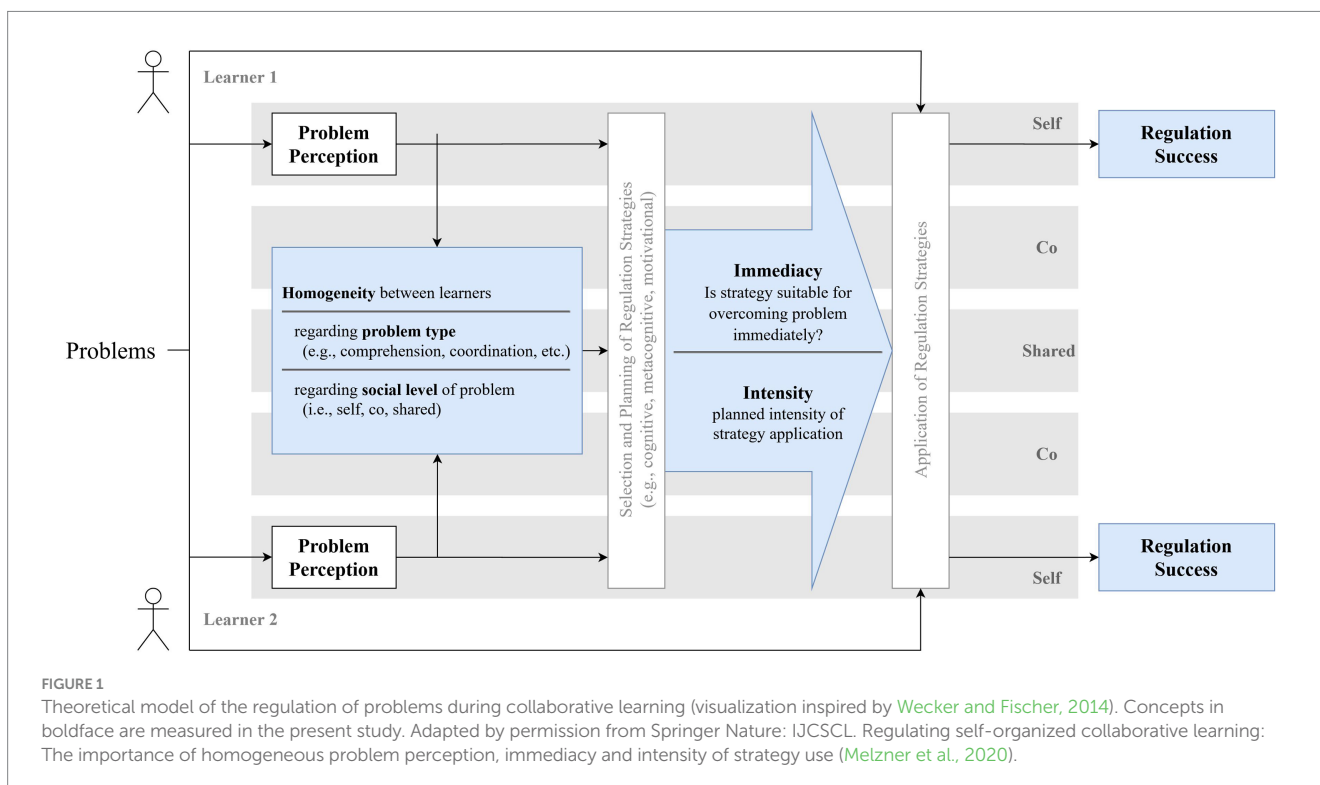 Learner 1
Problem
Perception
Self
Regulation
Success
Co
Homogeneity between learners
regarding problem type
(e.g., comprehension, coordination, etc.)
regarding social level of problem
(i.e., self, co, shared)
Problems
Selection and Planning of Regulation Strategies
(e.g., cognitive, metacognitive, motivational)
Immediacy
Is strategy suitable for
overcoming problem
immediately?
Intensity
planned intensity of
strategy application
Application of Regulation Strategies
Shared
Co
Problem
Perception
Self
Regulation
Success
Learner 2
FIGURE 1
Theoretical model of the regulation of problems during collaborative learning (visualization inspired by Wecker and Fischer, 2014). Concepts in
boldface are measured in the present study. Adapted by permission from Springer Nature: IJCSCL. Regulating self-organized collaborative learning:
The importance of homogeneous problem perception, immediacy and intensity of strategy use (Melzner et al., 2020).